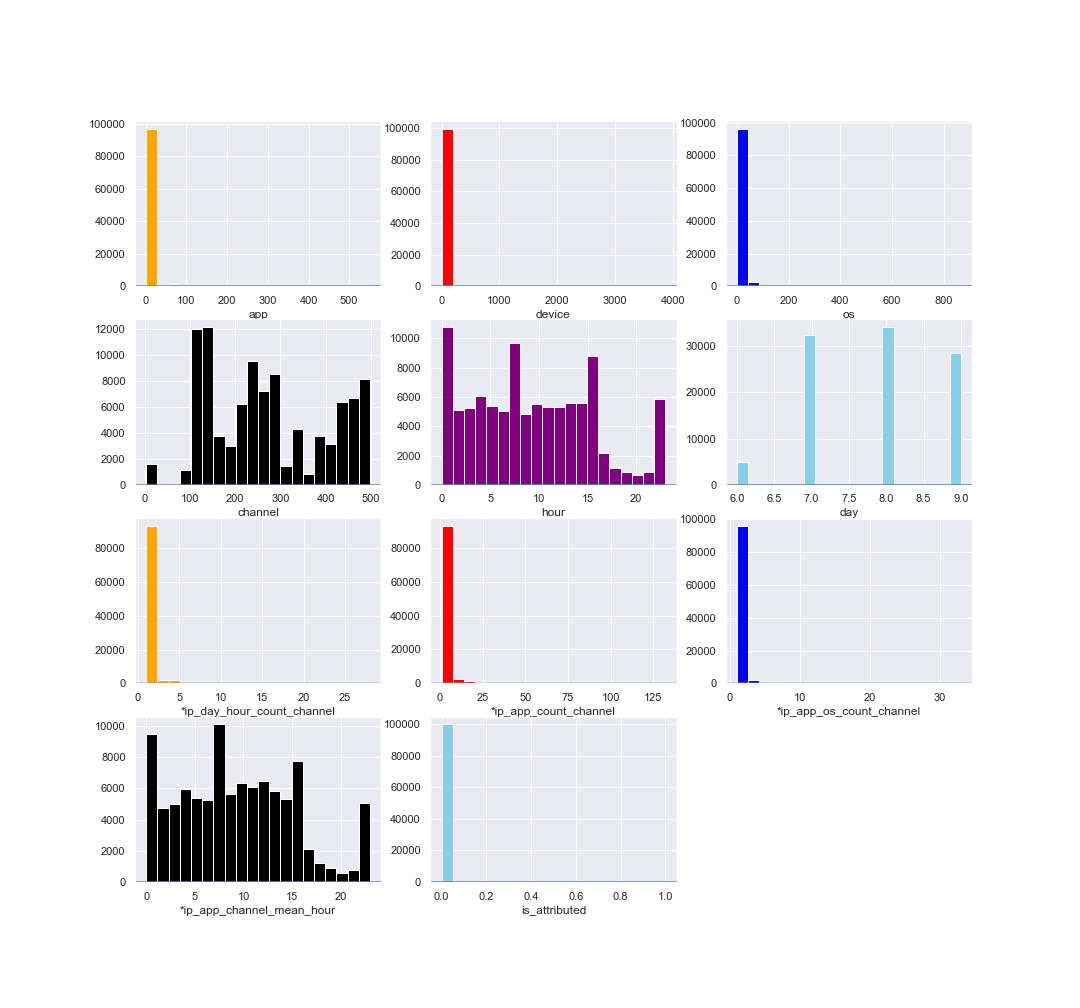 100000
80000
60000
40000
20000
0
0 100 200 300 400 500
app
100000
80000
60000
40000
20000
0
0 1000 2000 3000 4000
device
100000
80000
60000
40000
20000
0
0 200 400 600 800
os
12000
10000
8000
6000
4000
2000
0
0 100 200 300 400 500
channel
10000
8000
6000
4000
2000
0
0 5 10 15 20
hour
30000
20000
10000
0
6.0 6.5 7.0 7.5 8.0 8.5 9.0
day
80000
60000
40000
20000
0
0 5 10 15 20 25
*ip_day_hour_count_channel
80000
60000
40000
20000
0
0 25 50 75 100 125
*ip_app_count_channel
100000
80000
60000
40000
20000
0
0 10 20 30
*ip_app_os_count_channel
10000
8000
6000
4000
2000
0
0 5 10 15 20
*ip_app_channel_mean_hour
100000
80000
60000
40000
20000
0
0.0 0.2 0.4 0.6 0.8 1.0
is_attributed